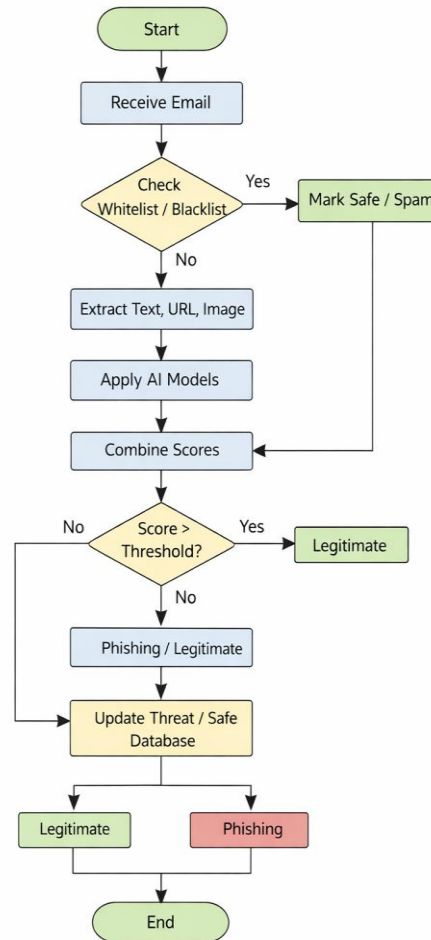 Start
Receive Email
Check
Whitelist / Blacklist
Yes
Mark Safe / Spam
No
Extract Text, URL, Image
Apply AI Models
Combine Scores
No
Score >
Threshold?
Yes
Legitimate
No
Phishing / Legitimate
Update Threat / Safe
Database
Legitimate
Phishing
End